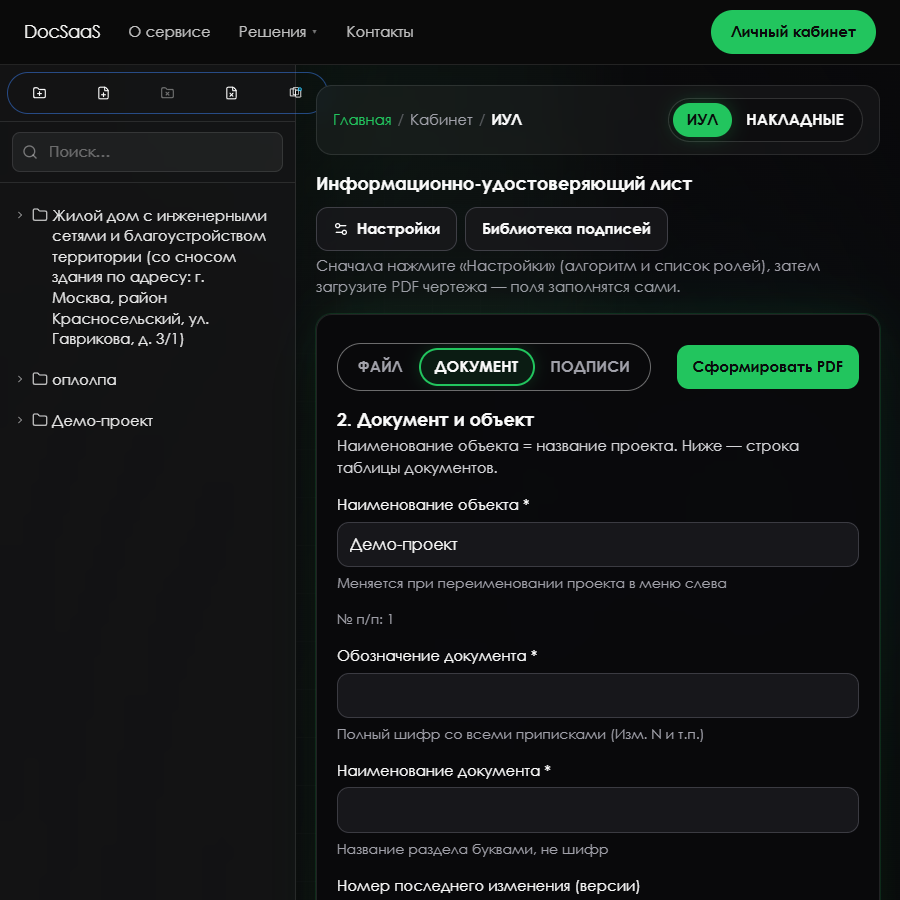 DocSaaS
О сервисе
Решения
Контакты
Личный кабинет
Поиск...
Жилой дом с инженерными
сетями и благоустройством
территории (со сносом
здания по адресу: г.
Москва, район
Красносельский, ул.
Гаврикова, д. 3/1)
оплолпа
Демо-проект
Главная / Кабинет / ИУЛ
ИУЛ
НАКЛАДНЫЕ
Информационно-удостоверяющий лист
Настройки
Библиотека подписей
Сначала нажмите «Настройки» (алгоритм и список ролей), затем
загрузите PDF чертежа — поля заполнятся сами.
ФАЙЛ
ДОКУМЕНТ
ПОДПИСИ
Сформировать PDF
2. Документ и объект
Наименование объекта = название проекта. Ниже — строка
таблицы документов.
Наименование объекта *
Демо-проект
Меняется при переименовании проекта в меню слева
№ п/п: 1
Обозначение документа *
Полный шифр со всеми приписками (Изм. N и т.п.)
Наименование документа *
Название раздела буквами, не шифр
Номер последнего изменения (версии)